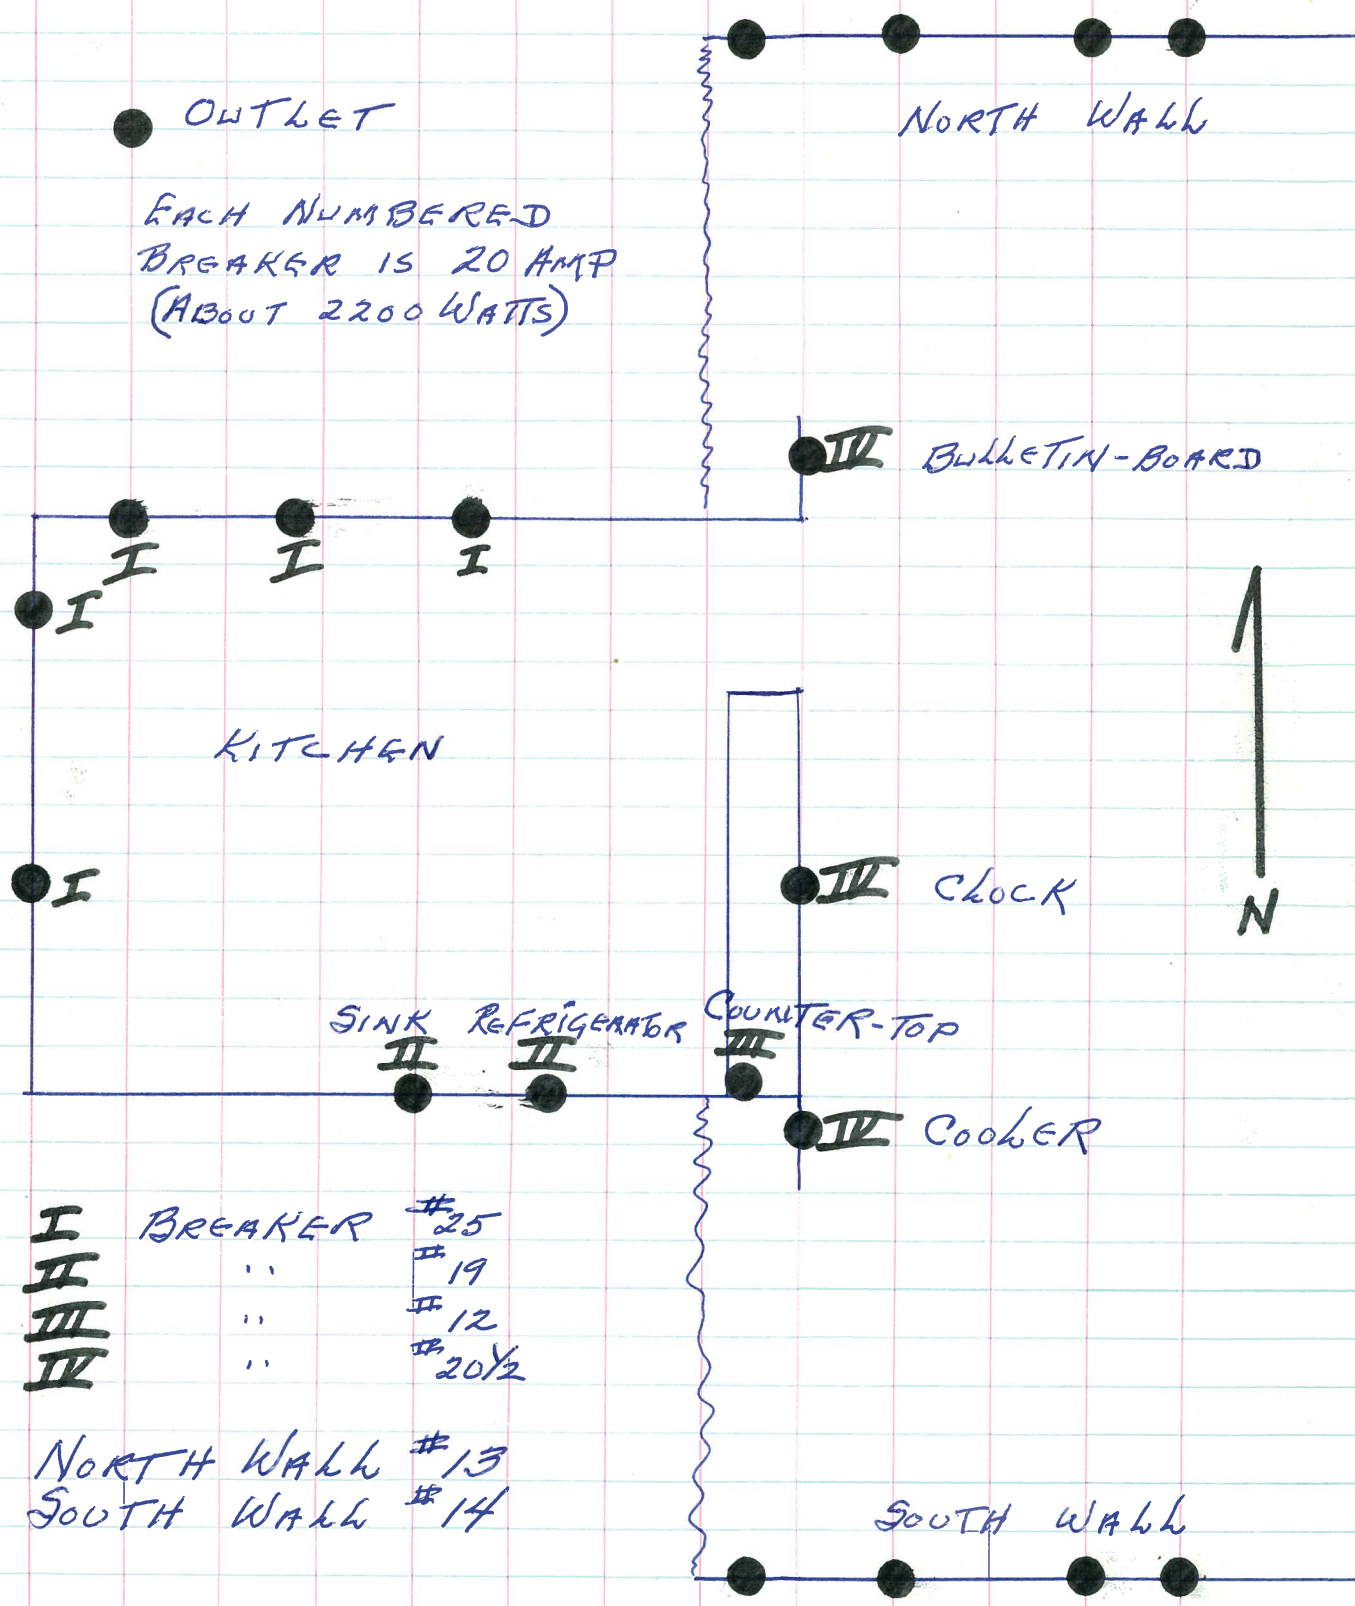 OUTLET
NORTH WALL
EACH NUMBERED
BREAKER IS 20 AMP
(ABOUT 2200 WATTS)
IV BULLETIN-BOARD
I I I
I
KITCHEN
I
IV CLOCK
N
SINK REFRIGERATOR COUNTER-TOP
II II III
IV COOLER
I BREAKER #25
II " #19
III " #12
IV " #20½
NORTH WALL #13
SOUTH WALL #14
SOUTH WALL